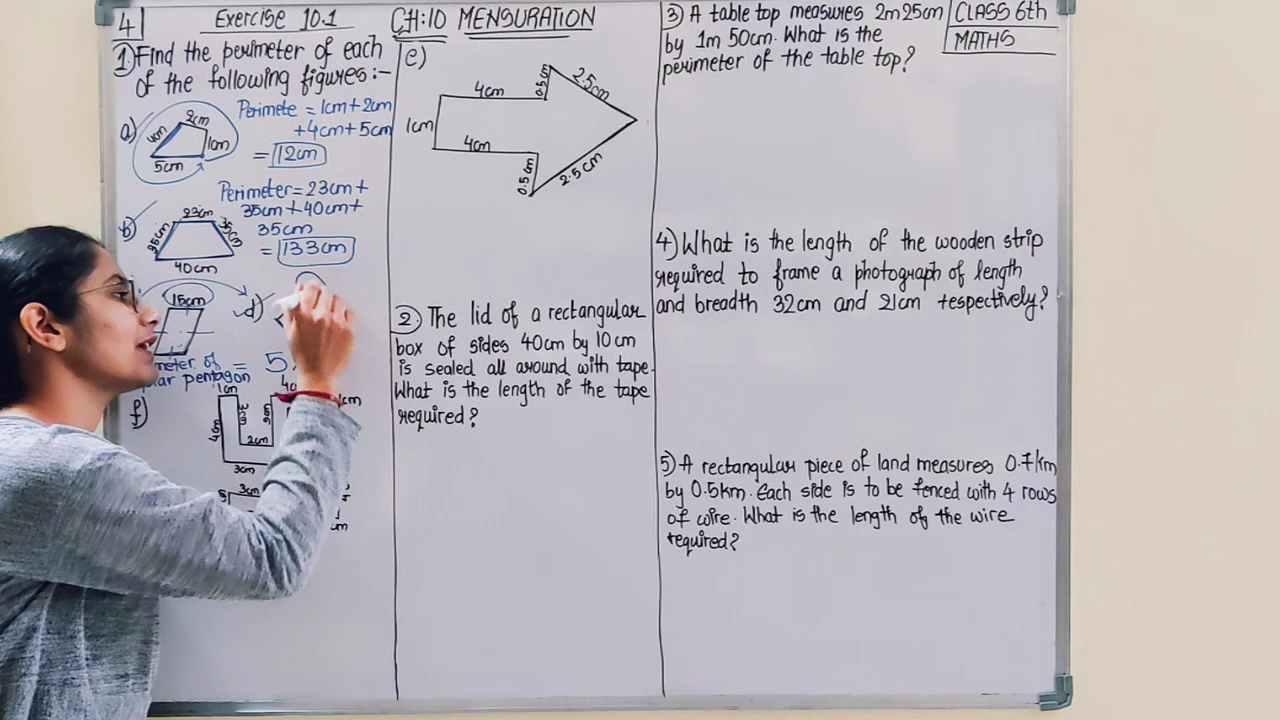 4
Exercise 10.1
CH:10 MENSURATION
CLASS 6th
MATHS
1) Find the perimeter of each
of the following figures :-
a)
2cm
4cm
1cm
5cm
Perimete = 1cm + 2cm
+ 4cm + 5cm
= 12cm
b)
23cm
35cm
40cm
Perimeter = 23cm +
35cm + 40cm +
35cm
= 133cm
15cm
d)
= 5
pentagon
f)
1cm
4cm
3cm
2cm
3cm
1cm
3cm
e)
4cm
0.5cm
2.5cm
1cm
4cm
0.5cm
2.5cm
2) The lid of a rectangular
box of sides 40cm by 10cm
is sealed all around with tape.
What is the length of the tape
required?
3) A table top measures 2m 25cm
by 1m 50cm. What is the
perimeter of the table top?
4) What is the length of the wooden strip
required to frame a photograph of length
and breadth 32cm and 21cm respectively?
5) A rectangular piece of land measures 0.7km
by 0.5km. Each side is to be fenced with 4 rows
of wire. What is the length of the wire
required?